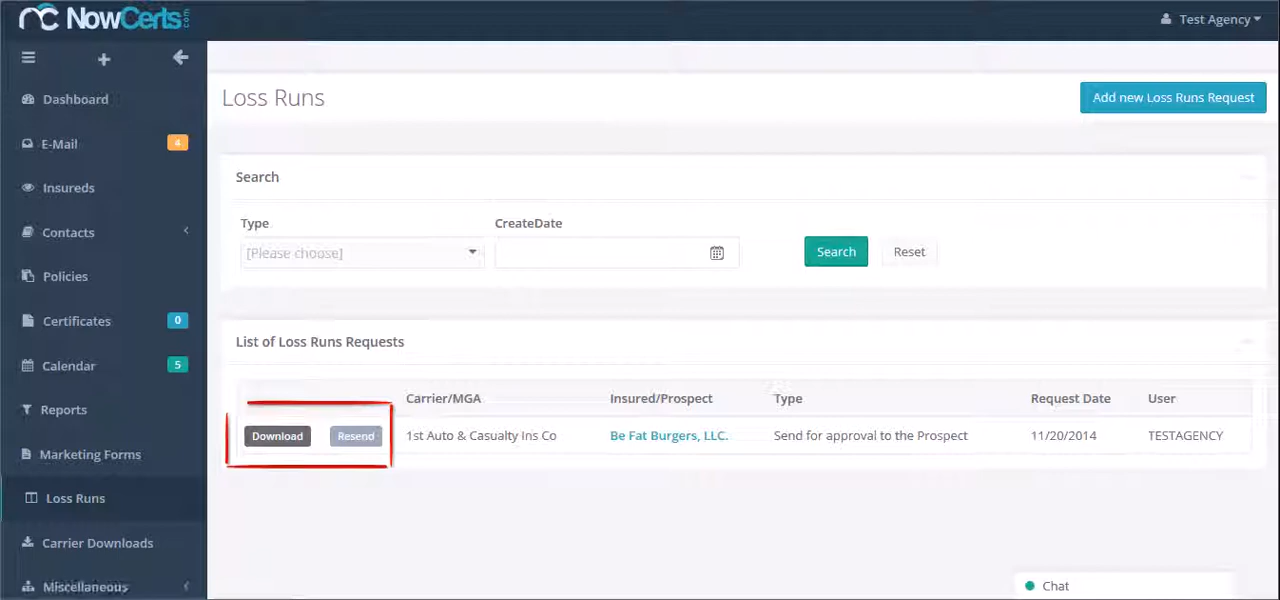 NowCerts.com
Test Agency
Dashboard
E-Mail 4
Insureds
Contacts
Policies
Certificates 0
Calendar 5
Reports
Marketing Forms
Loss Runs
Carrier Downloads
Miscellaneous
Loss Runs
Add new Loss Runs Request
Search
Type CreateDate
[Please choose] Search Reset
List of Loss Runs Requests
Carrier/MGA Insured/Prospect Type Request Date User
Download Resend 1st Auto & Casualty Ins Co Be Fat Burgers, LLC. Send for approval to the Prospect 11/20/2014 TESTAGENCY
Chat